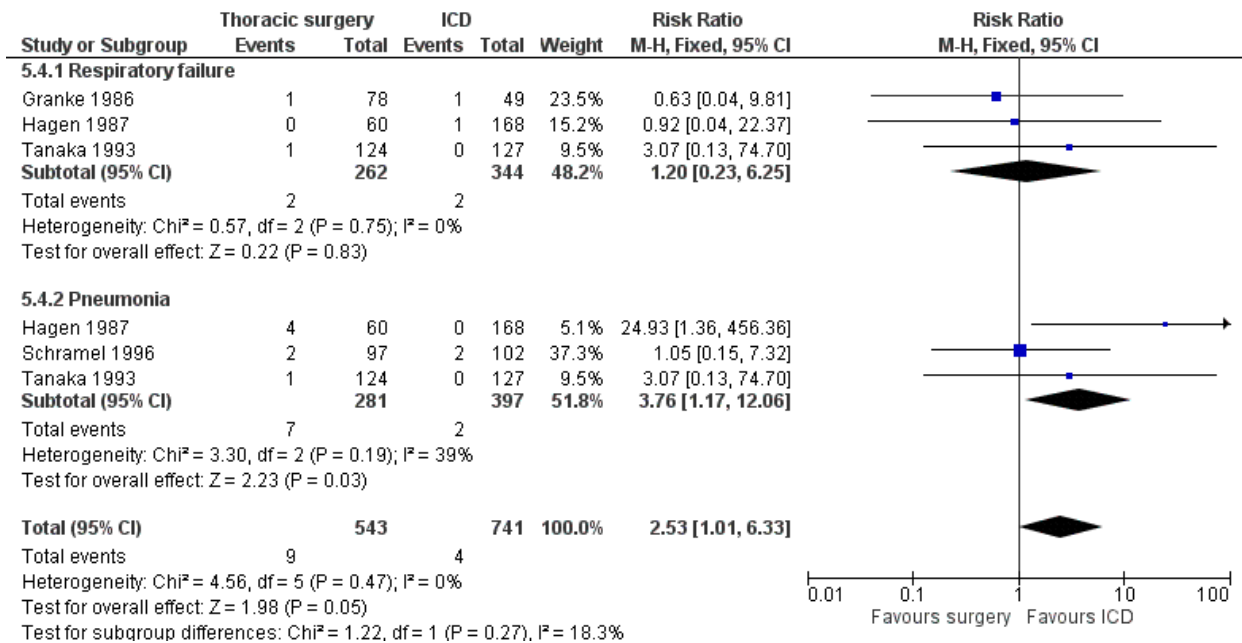 Thoracic surgery ICD Risk Ratio Risk Ratio
Study or Subgroup Events Total Events Total Weight M-H, Fixed, 95% CI M-H, Fixed, 95% CI
5.4.1 Respiratory failure
Granke 1986 1 78 1 49 23.5% 0.63 [0.04, 9.81]
Hagen 1987 0 60 1 168 15.2% 0.92 [0.04, 22.37]
Tanaka 1993 1 124 0 127 9.5% 3.07 [0.13, 74.70]
Subtotal (95% CI) 262 344 48.2% 1.20 [0.23, 6.25]
Total events 2 2
Heterogeneity: Chi² = 0.57, df = 2 (P = 0.75); I² = 0%
Test for overall effect: Z = 0.22 (P = 0.83)
5.4.2 Pneumonia
Hagen 1987 4 60 0 168 5.1% 24.93 [1.36, 456.36]
Schramel 1996 2 97 2 102 37.3% 1.05 [0.15, 7.32]
Tanaka 1993 1 124 0 127 9.5% 3.07 [0.13, 74.70]
Subtotal (95% CI) 281 397 51.8% 3.76 [1.17, 12.06]
Total events 7 2
Heterogeneity: Chi² = 3.30, df = 2 (P = 0.19); I² = 39%
Test for overall effect: Z = 2.23 (P = 0.03)
Total (95% CI) 543 741 100.0% 2.53 [1.01, 6.33]
Total events 9 4
Heterogeneity: Chi² = 4.56, df = 5 (P = 0.47); I² = 0%
Test for overall effect: Z = 1.98 (P = 0.05)
Test for subgroup differences: Chi² = 1.22, df = 1 (P = 0.27), I² = 18.3%
0.01 0.1 1 10 100
Favours surgery Favours ICD